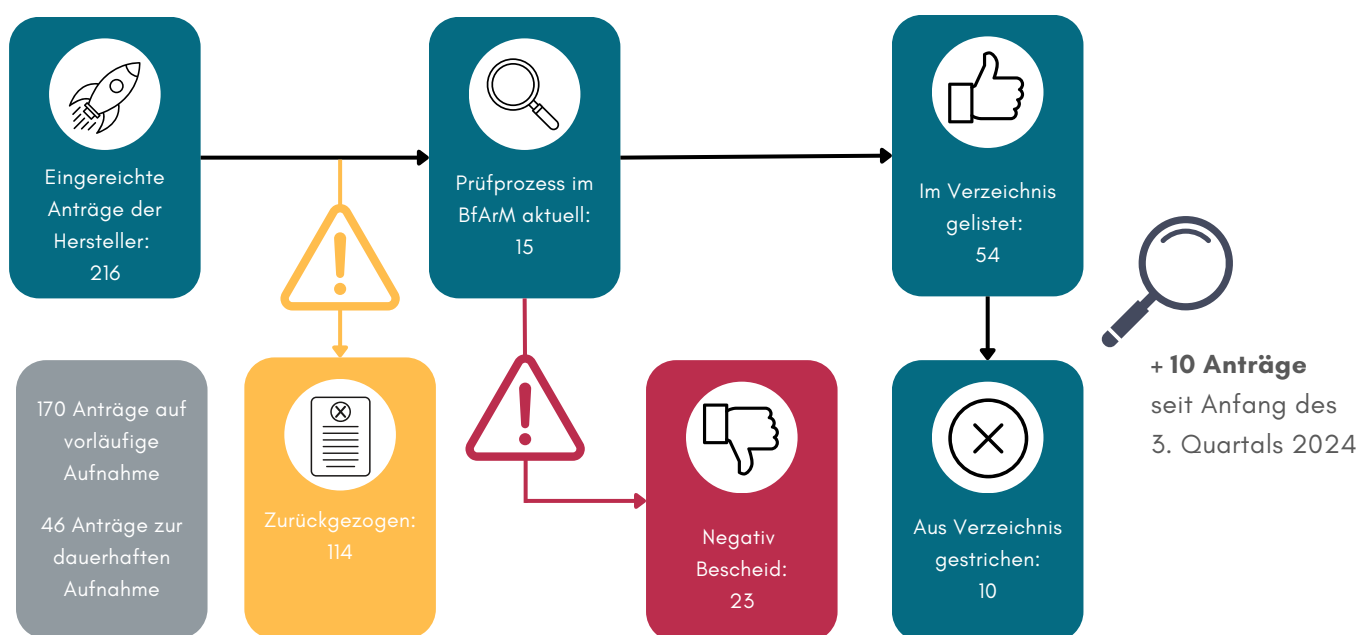 Eingereichte
Anträge der
Hersteller:
216
Prüfprozess im
BfArM aktuell:
15
Im Verzeichnis
gelistet:
54
170 Anträge auf
vorläufige
Aufnahme
46 Anträge zur
dauerhaften
Aufnahme
Zurückgezogen:
114
Negativ
Bescheid:
23
Aus Verzeichnis
gestrichen:
10
+ 10 Anträge
seit Anfang des
3. Quartals 2024